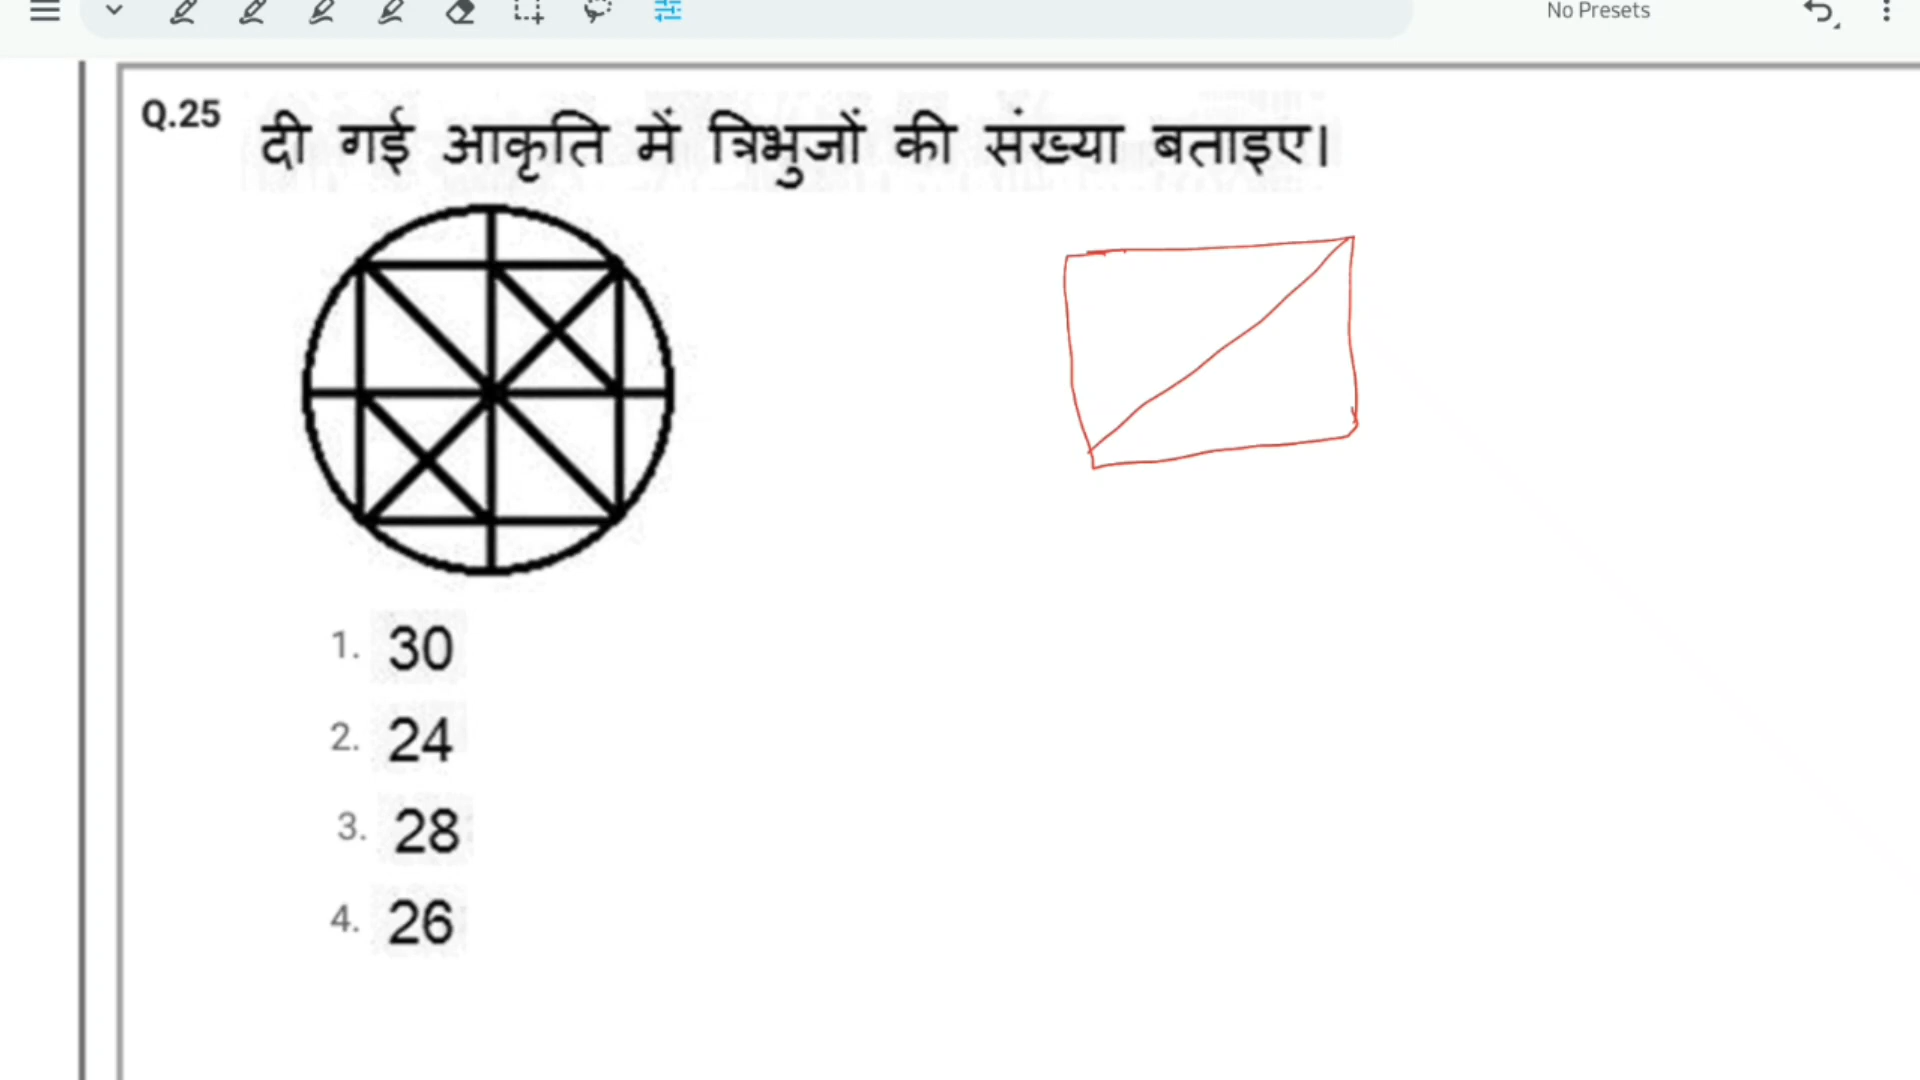 No Presets
Q.25 दी गई आकृति में त्रिभुजों की संख्या बताइए।
1. 30
2. 24
3. 28
4. 26